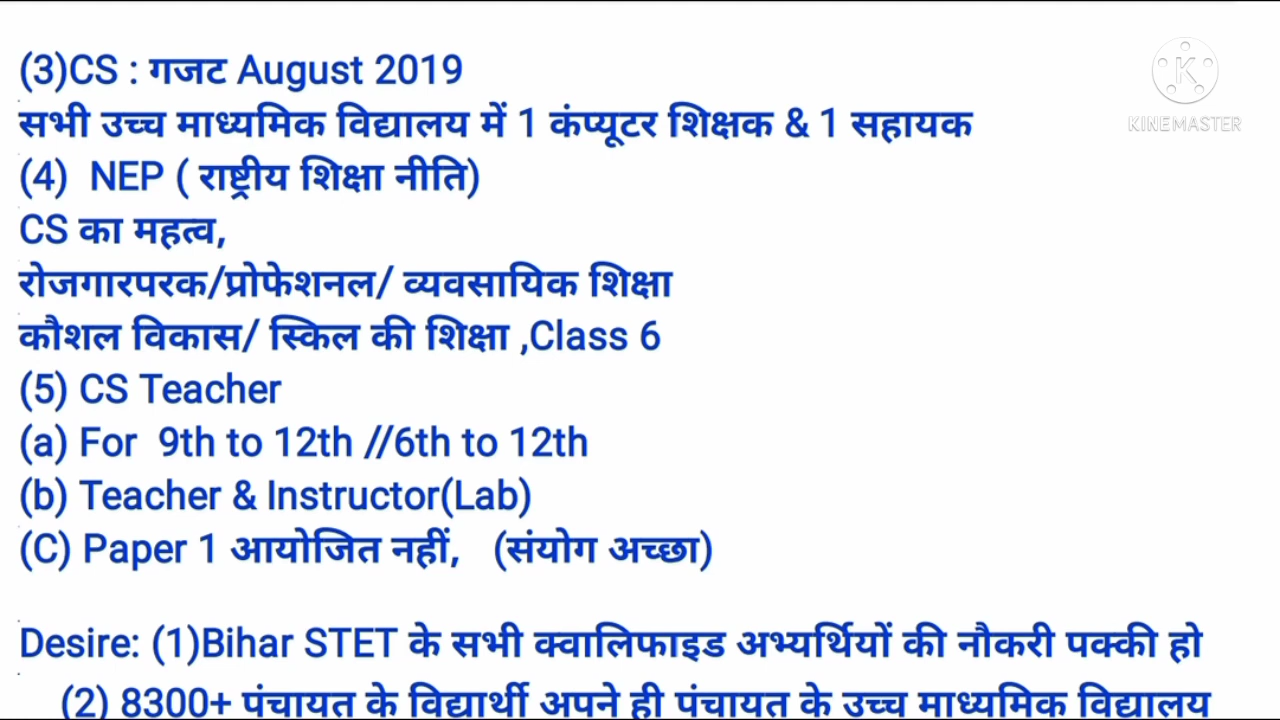 (3)CS : गजट August 2019
सभी उच्च माध्यमिक विद्यालय में 1 कंप्यूटर शिक्षक & 1 सहायक
(4) NEP ( राष्ट्रीय शिक्षा नीति)
CS का महत्व,
रोजगारपरक/प्रोफेशनल/ व्यवसायिक शिक्षा
कौशल विकास/ स्किल की शिक्षा ,Class 6
(5) CS Teacher
(a) For 9th to 12th //6th to 12th
(b) Teacher & Instructor(Lab)
(C) Paper 1 आयोजित नहीं, (संयोग अच्छा)
Desire: (1)Bihar STET के सभी क्वालिफाइड अभ्यर्थियों की नौकरी पक्की हो
(2) 8300+ पंचायत के विद्यार्थी अपने ही पंचायत के उच्च माध्यमिक विद्यालय
K
KINEMASTER